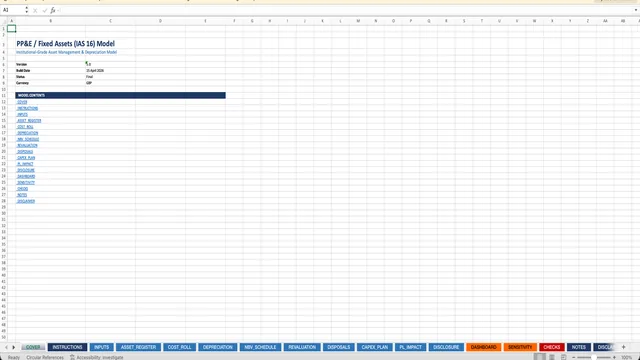 A1
fx
A B C D E F G H I J K L M N O P Q R S T U V W X
PP&E / Fixed Assets (IAS 16) Model
Institutional-Grade Asset Management & Depreciation Model
Version
Build Date 15 April 2026
Status Final
Currency GBP
MODEL CONTENTS
COVER
INSTRUCTIONS
INPUTS
ASSET_REGISTER
COST_ROLL
DEPRECIATION
NBV_SCHEDULE
REVALUATION
DISPOSALS
CAPEX_PLAN
PL_IMPACT
DISCLOSURE
DASHBOARD
SENSITIVITY
CHECKS
NOTES
DISCLAIMER
COVER INSTRUCTIONS INPUTS ASSET_REGISTER COST_ROLL DEPRECIATION NBV_SCHEDULE REVALUATION DISPOSALS CAPEX_PLAN PL_IMPACT DISCLOSURE DASHBOARD SENSITIVITY CHECKS NOTES DISCLAI
Ready Circular References Accessibility: Investigate 100%